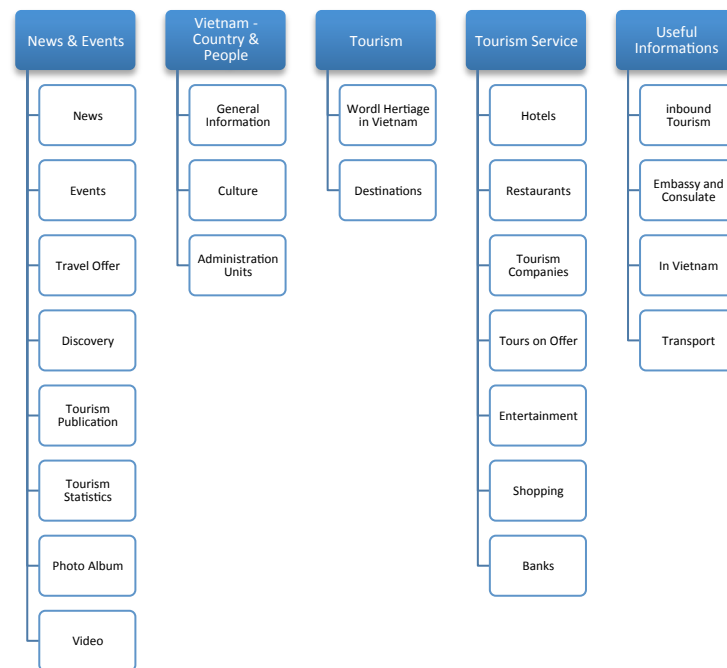 News & Events
News
Events
Travel Offer
Discovery
Tourism
Publication
Tourism
Statistics
Photo Album
Video
Vietnam -
Country &
People
General
Information
Culture
Administration
Units
Tourism
Wordl Hertiage
in Vietnam
Destinations
Tourism Service
Hotels
Restaurants
Tourism
Companies
Tours on Offer
Entertainment
Shopping
Banks
Useful
Informations
inbound
Tourism
Embassy and
Consulate
In Vietnam
Transport